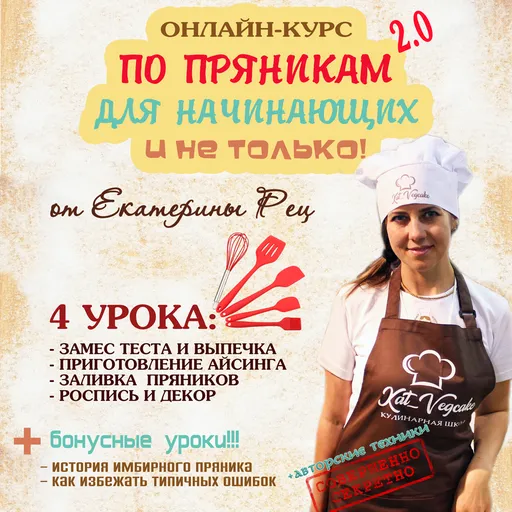 ОНЛАЙН-КУРС
ПО ПРЯНИКАМ 2.0
ДЛЯ НАЧИНАЮЩИХ
И НЕ ТОЛЬКО!
от Екатерины Рец
4 УРОКА:
- ЗАМЕС ТЕСТА И ВЫПЕЧКА
- ПРИГОТОВЛЕНИЕ АЙСИНГА
- ЗАЛИВКА ПРЯНИКОВ
- РОСПИСЬ И ДЕКОР
+ бонусные уроки!!!
– ИСТОРИЯ ИМБИРНОГО ПРЯНИКА
– КАК ИЗБЕЖАТЬ ТИПИЧНЫХ ОШИБОК
Kat_Vegcake
Kat_Vegcake
КУЛИНАРНАЯ ШКОЛА
+авторские техники
СОВЕРШЕННО
СЕКРЕТНО